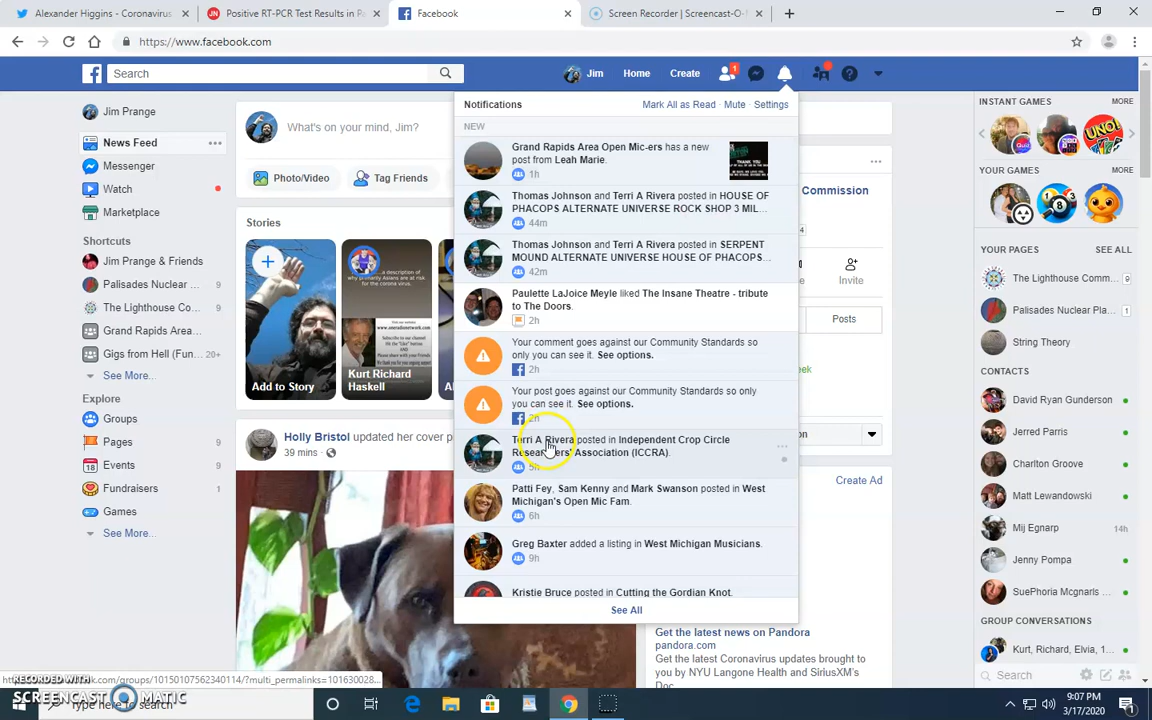 Alexander Higgins - Coronavirus
Positive RT-PCR Test Results in Pa
Facebook
Screen Recorder | Screencast-O-
https://www.facebook.com
Search
Jim
Home
Create
1
Jim Prange
News Feed
Messenger
Watch
Marketplace
Shortcuts
Jim Prange & Friends
Palisades Nuclear ... 9
The Lighthouse Co... 9
Grand Rapids Area...
Gigs from Hell (Fun... 20+
See More...
Explore
Groups
Pages
Events
Fundraisers
Games
See More...
What's on your mind, Jim?
Photo/Video
Tag Friends
Stories
Add to Story
Kurt Richard
Haskell
Holly Bristol updated her cover p
39 mins
Notifications
Mark All as Read · Mute · Settings
NEW
Grand Rapids Area Open Mic-ers has a new
post from Leah Marie.
1h
Thomas Johnson and Terri A Rivera posted in HOUSE OF
PHACOPS ALTERNATE UNIVERSE ROCK SHOP 3 MIL...
44m
Thomas Johnson and Terri A Rivera posted in SERPENT
MOUND ALTERNATE UNIVERSE HOUSE OF PHACOPS...
42m
Paulette LaJoice Meyle liked The Insane Theatre - tribute
to The Doors.
2h
Your comment goes against our Community Standards so
only you can see it. See options.
2h
Your post goes against our Community Standards so only
you can see it. See options.
2h
Terri A Rivera posted in Independent Crop Circle
Researchers' Association (ICCRA).
5h
Patti Fey, Sam Kenny and Mark Swanson posted in West
Michigan's Open Mic Fam.
6h
Greg Baxter added a listing in West Michigan Musicians.
9h
Kristie Bruce posted in Cutting the Gordian Knot.
See All
Commission
Invite
Posts
Create Ad
Get the latest news on Pandora
pandora.com
Get the latest Coronavirus updates brought to
you by NYU Langone Health and SiriusXM's
Doc
INSTANT GAMES
MORE
UNO!
YOUR GAMES
MORE
YOUR PAGES
SEE ALL
The Lighthouse Comm... 9
Palisades Nuclear Pla... 1
String Theory
CONTACTS
David Ryan Gunderson
Jerred Parris
Charlton Groove
Matt Lewandowski
Mij Egnarp 14h
Jenny Pompa
SuePhoria Mcgnarls ...
GROUP CONVERSATIONS
Kurt, Richard, Elvia, 1...
Search
RECORDED WITH
SCREENCAST MATIC
9:07 PM
3/17/2020